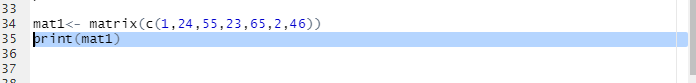 33
34 mat1<- matrix(c(1,24,55,23,65,2,46))
35 print(mat1)
36
37